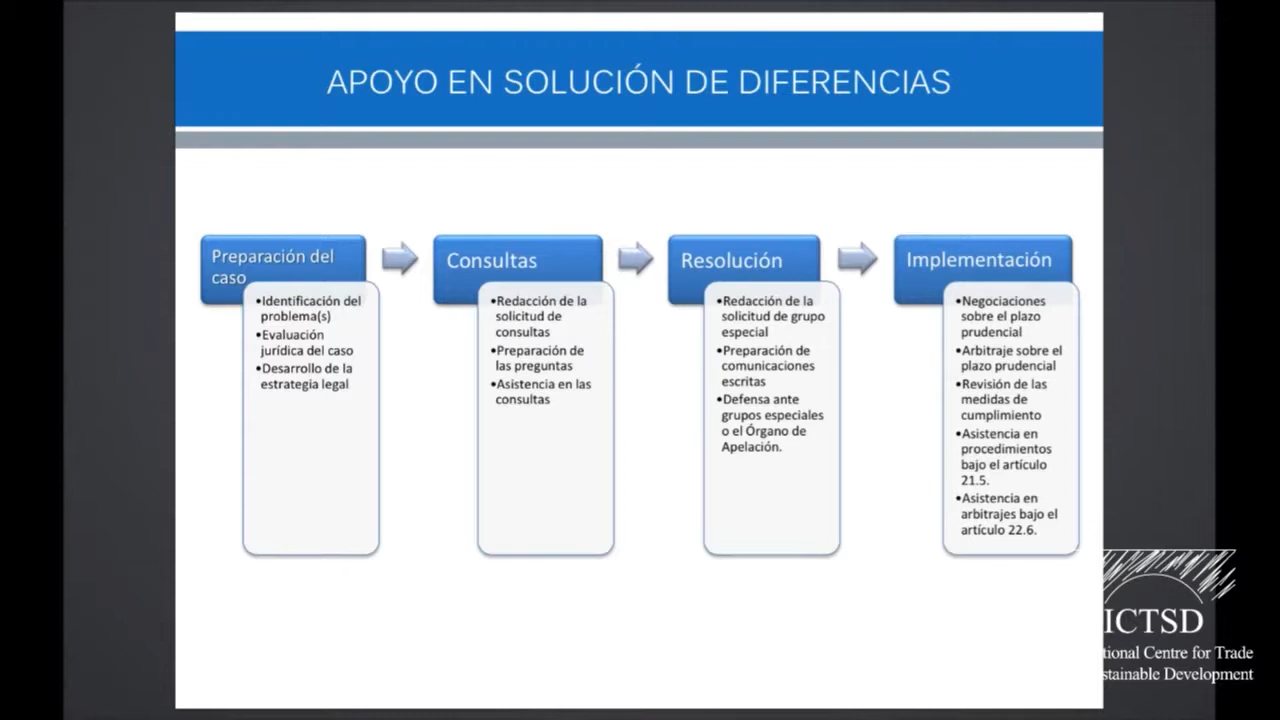 APOYO EN SOLUCIÓN DE DIFERENCIAS
Preparación del
caso
•Identificación del
problema(s)
•Evaluación
jurídica del caso
•Desarrollo de la
estrategia legal
Consultas
•Redacción de la
solicitud de
consultas
•Preparación de
las preguntas
•Asistencia en las
consultas
Resolución
•Redacción de la
solicitud de grupo
especial
•Preparación de
comunicaciones
escritas
•Defensa ante
grupos especiales
o el Órgano de
Apelación.
Implementación
•Negociaciones
sobre el plazo
prudencial
•Arbitraje sobre el
plazo prudencial
•Revisión de las
medidas de
cumplimiento
•Asistencia en
procedimientos
bajo el artículo
21.5.
•Asistencia en
arbitrajes bajo el
artículo 22.6.
ICTSD
Centre for Trade
Development